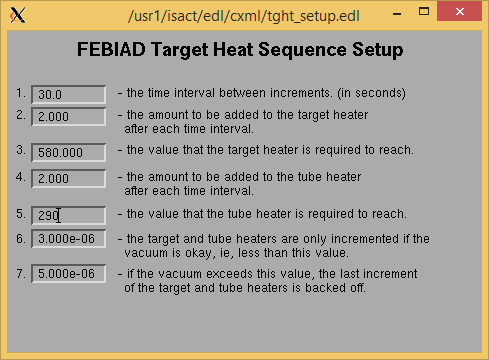 /usr1/isact/edl/cxml/tght_setup.edl
FEBIAD Target Heat Sequence Setup
1. 30.0 - the time interval between increments. (in seconds)
2. 2.000 - the amount to be added to the target heater
after each time interval.
3. 580.000 - the value that the target heater is required to reach.
4. 2.000 - the amount to be added to the tube heater
after each time interval.
5. 290 - the value that the tube heater is required to reach.
6. 3.000e-06 - the target and tube heaters are only incremented if the
vacuum is okay, ie, less than this value.
7. 5.000e-06 - if the vacuum exceeds this value, the last increment
of the target and tube heaters is backed off.